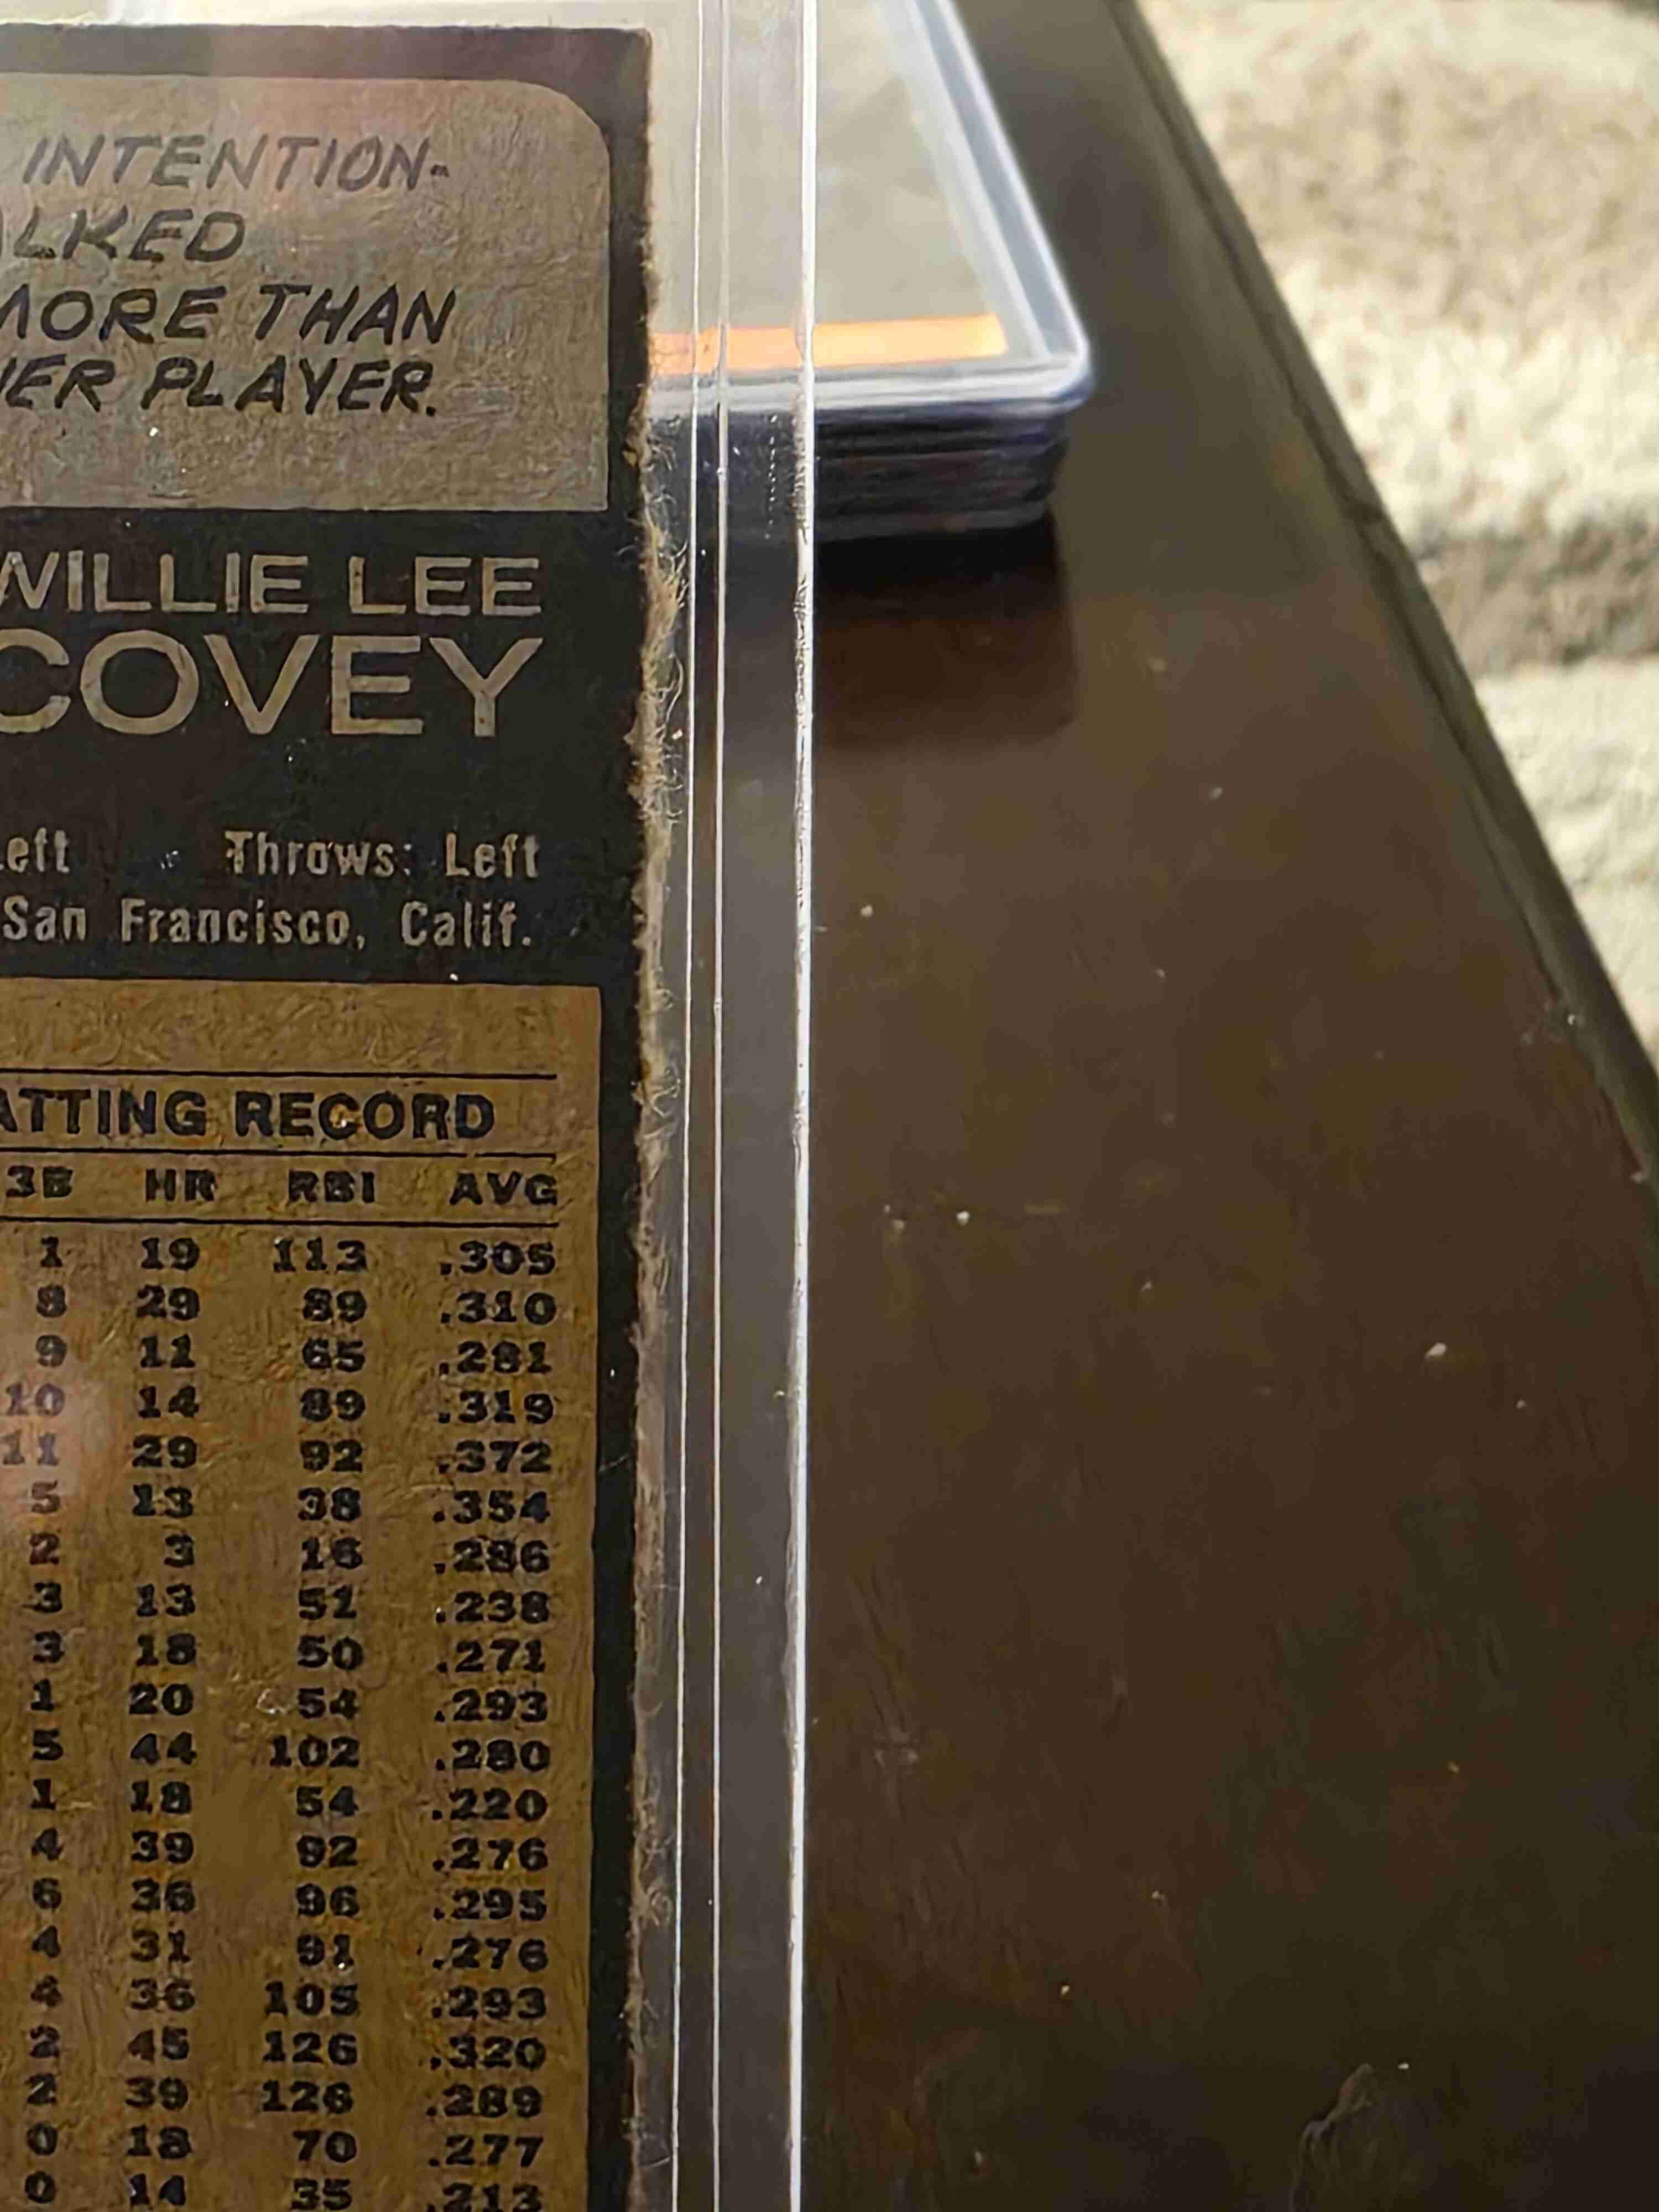 INTENTION-
ALKED
MORE THAN
HER PLAYER.
WILLIE LEE
COVEY
Left Throws: Left
San Francisco, Calif.
ATTING RECORD
3B HR RBI AVG
1 19 113 .305
8 29 89 .310
9 11 65 .281
10 14 89 .319
11 29 92 .372
5 13 38 .354
2 3 16 .286
3 13 51 .238
3 18 50 .271
1 20 54 .293
5 44 102 .280
1 18 54 .220
4 39 92 .276
6 36 96 .295
4 31 91 .276
4 36 105 .293
2 45 126 .320
2 39 126 .289
0 18 70 .277
0 14 35 .213